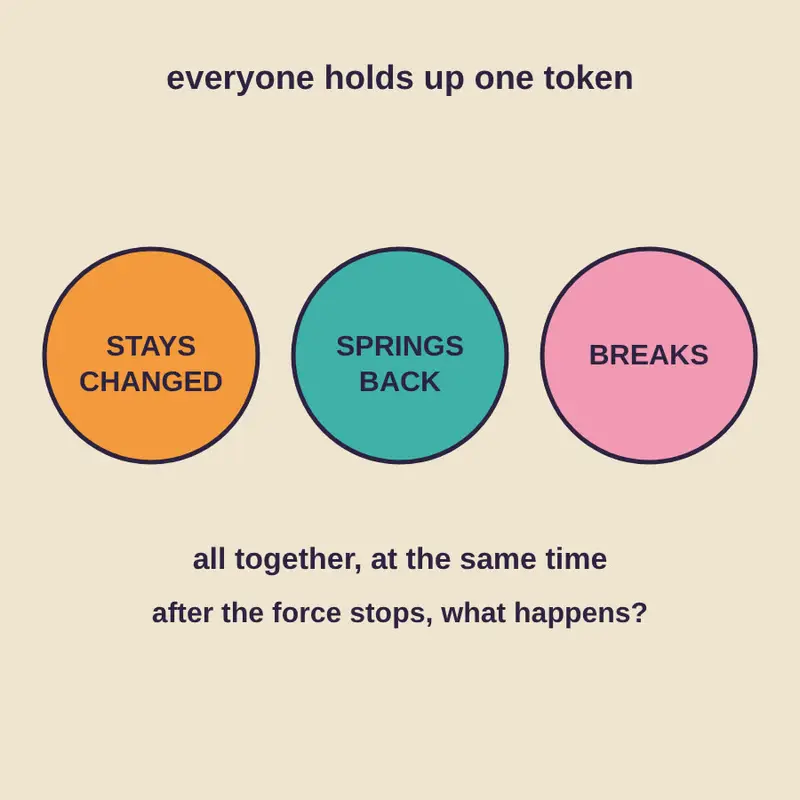 everyone holds up one token
STAYS
CHANGED
SPRINGS
BACK
BREAKS
all together, at the same time
after the force stops, what happens?